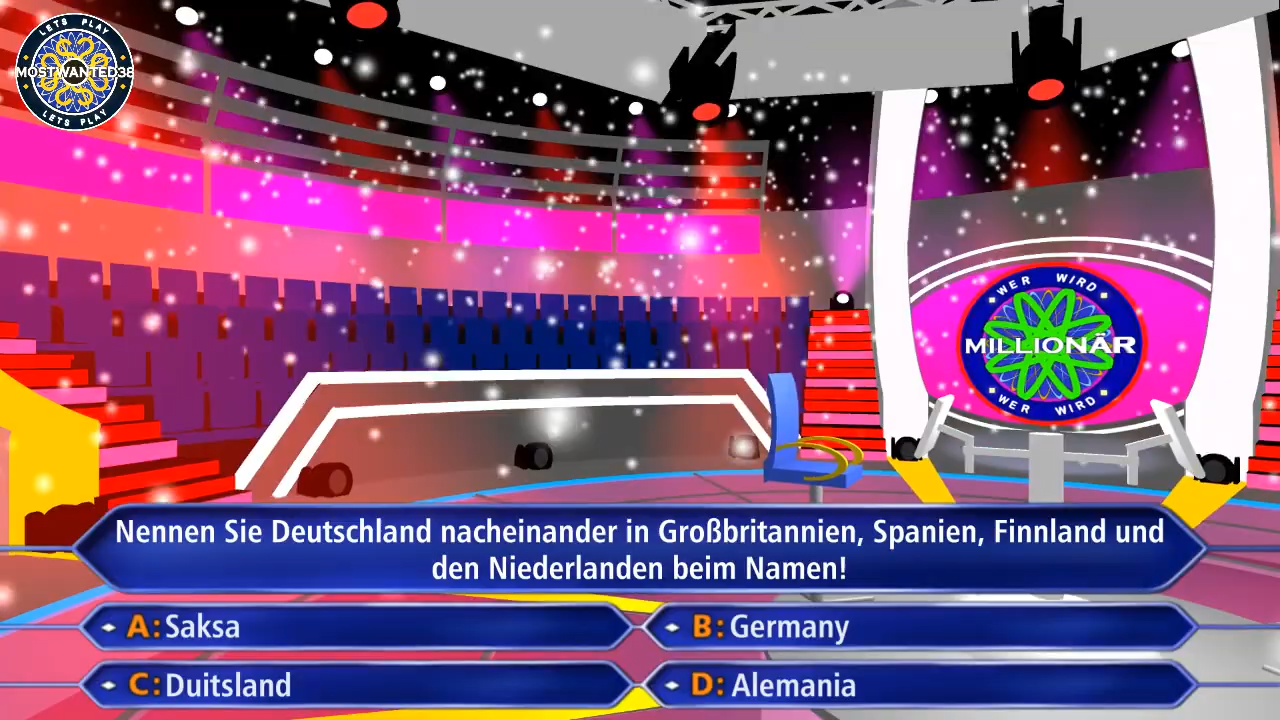 LETS PLAY
MOSTWANTED38
LETS PLAY
WER WIRD
MILLIONÄR
WER WIRD
Nennen Sie Deutschland nacheinander in Großbritannien, Spanien, Finnland und
den Niederlanden beim Namen!
A: Saksa
B: Germany
C: Duitsland
D: Alemania